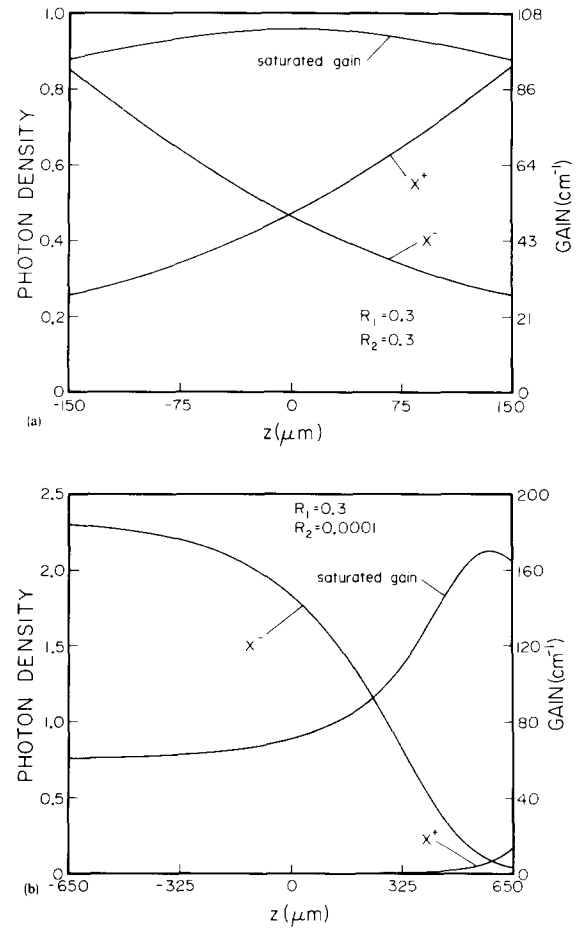 1.0
0.8
0.6
0.4
0.2
0
PHOTON DENSITY
108
86
64
43
21
0
GAIN (cm⁻¹)
saturated gain
X⁺
X⁻
R₁=0.3
R₂=0.3
-150
-75
0
75
150
(a)
z(μm)
2.5
2.0
1.5
1.0
0.5
0
PHOTON DENSITY
200
160
120
80
40
0
GAIN (cm⁻¹)
R₁=0.3
R₂=0.0001
saturated gain
X⁻
X⁺
-650
-325
0
325
650
(b)
z(μm)